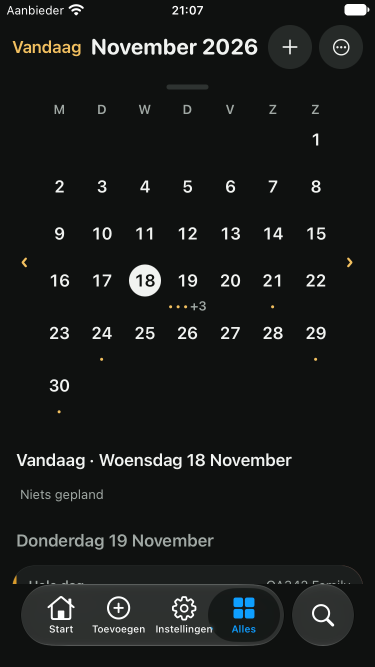 Aanbieder 21:07
Vandaag November 2026
M D W D V Z Z
1
2 3 4 5 6 7 8
9 10 11 12 13 14 15
16 17 18 19 20 21 22
+3
23 24 25 26 27 28 29
30
Vandaag · Woensdag 18 November
Niets gepland
Donderdag 19 November
Hele dag
Start Toevoegen Instellingen Alles